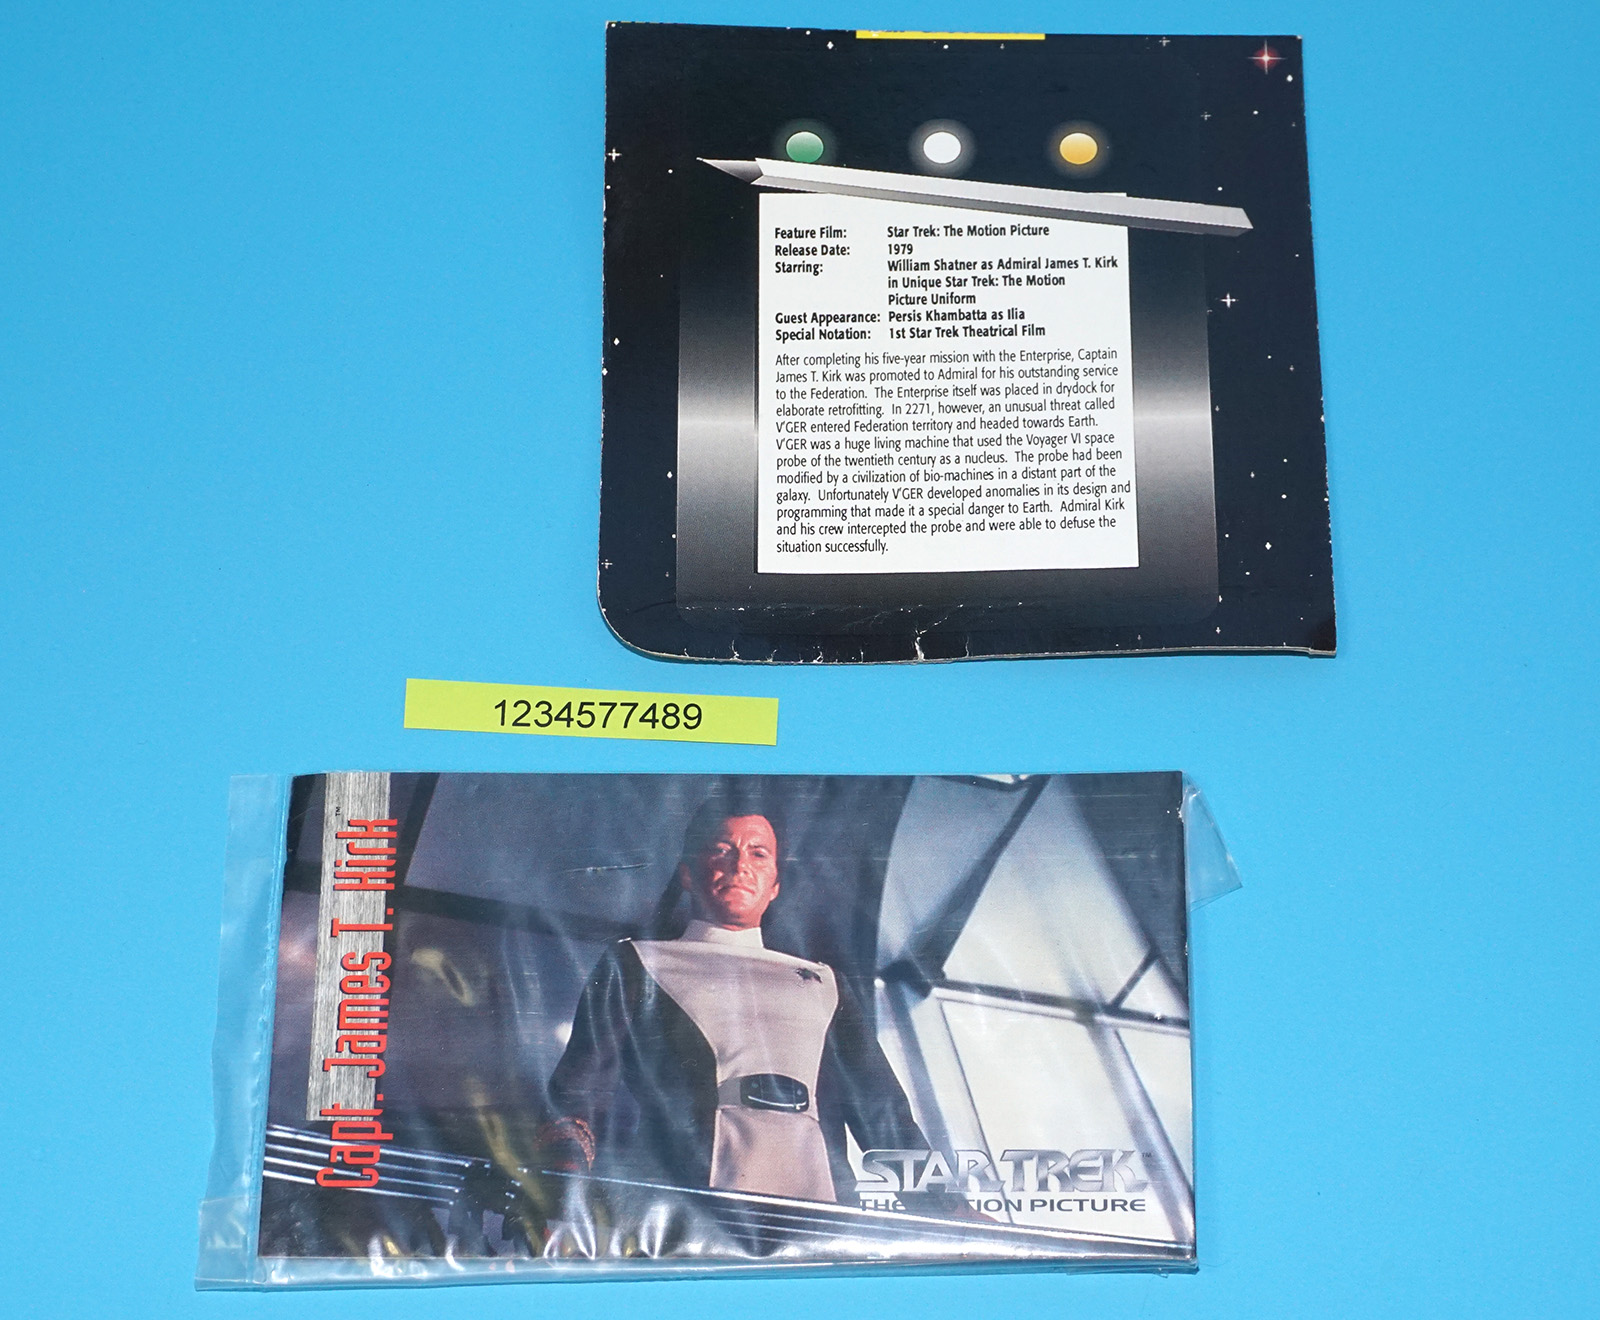 Feature Film: Star Trek: The Motion Picture
Release Date: 1979
Starring: William Shatner as Admiral James T. Kirk
in Unique Star Trek: The Motion
Picture Uniform
Guest Appearance: Persis Khambatta as Ilia
Special Notation: 1st Star Trek Theatrical Film
After completing his five-year mission with the Enterprise, Captain
James T. Kirk was promoted to Admiral for his outstanding service
to the Federation. The Enterprise itself was placed in drydock for
elaborate retrofitting. In 2271, however, an unusual threat called
V'GER entered Federation territory and headed towards Earth.
V'GER was a huge living machine that used the Voyager VI space
probe of the twentieth century as a nucleus. The probe had been
modified by a civilization of bio-machines in a distant part of the
galaxy. Unfortunately V'GER developed anomalies in its design and
programming that made it a special danger to Earth. Admiral Kirk
and his crew intercepted the probe and were able to defuse the
situation successfully.
1234577489
Capt. James T. Kirk™
STAR TREK™
THE MOTION PICTURE